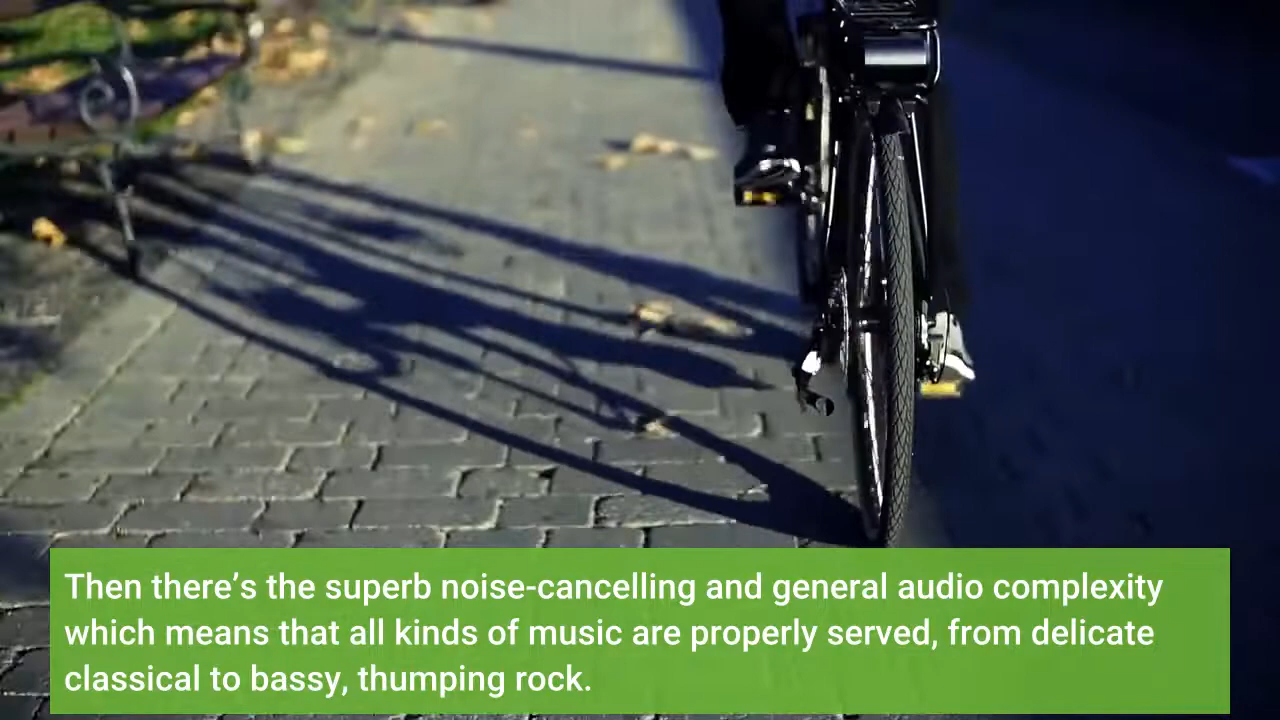 Then there’s the superb noise-cancelling and general audio complexity
which means that all kinds of music are properly served, from delicate
classical to bassy, thumping rock.